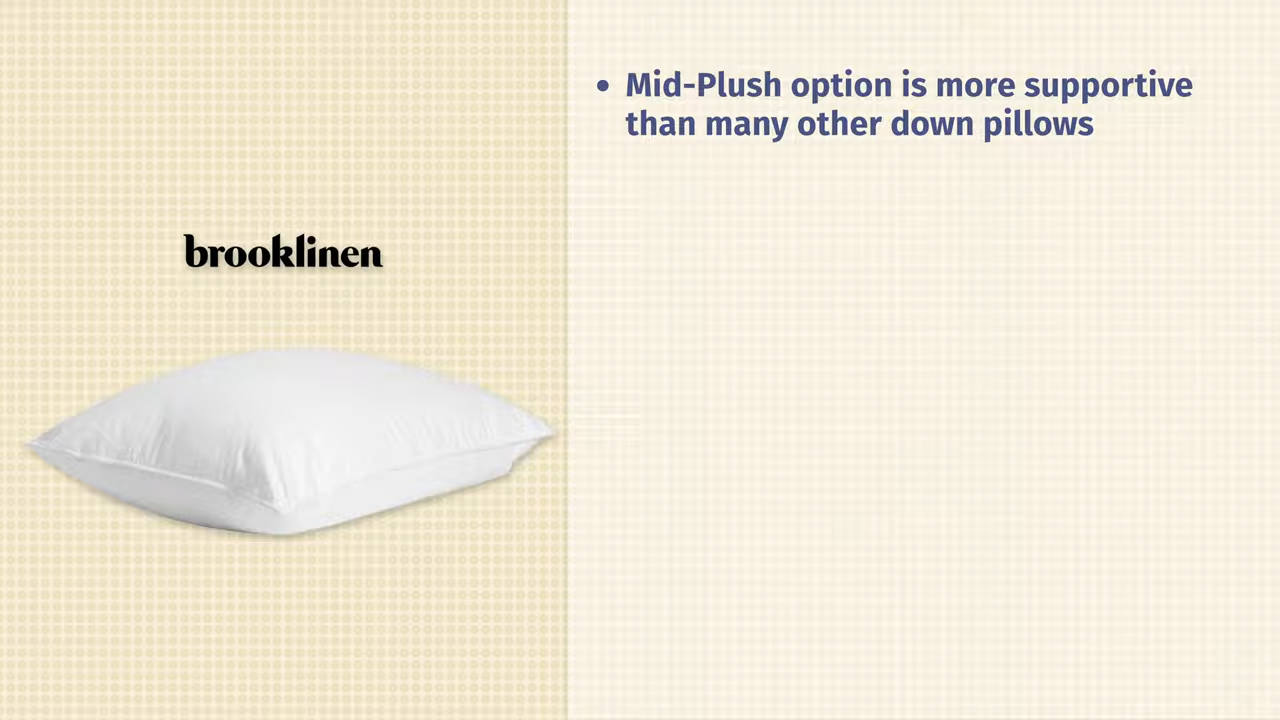 • Mid-Plush option is more supportive
than many other down pillows
brooklinen